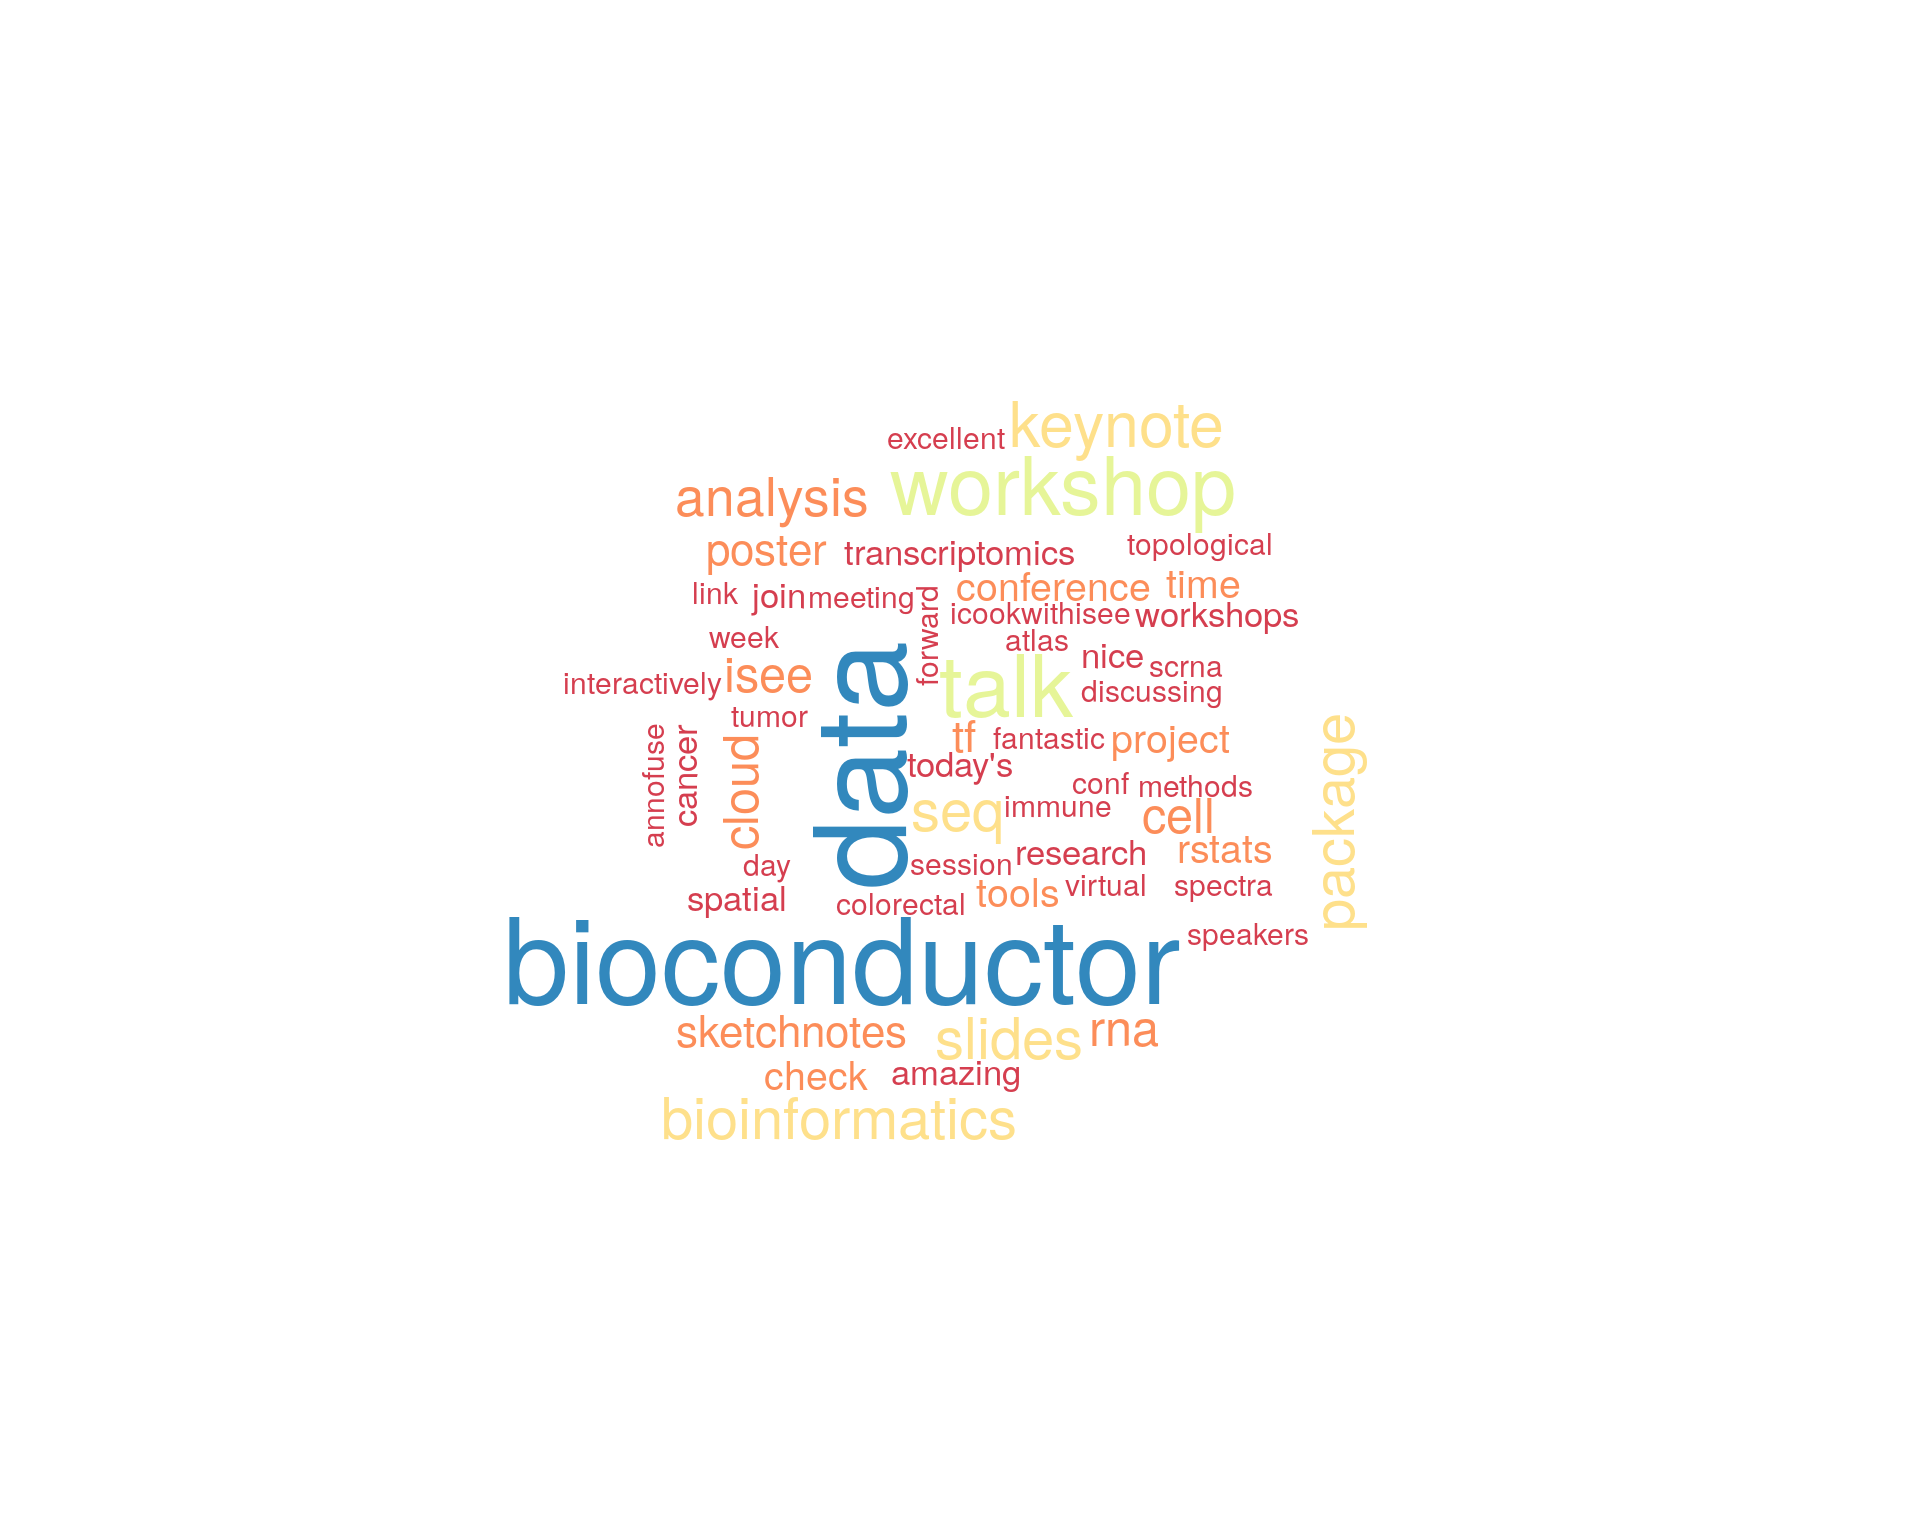 excellent
keynote
workshop
analysis
poster
transcriptomics
topological
link
join
meeting
forward
conference
time
icookwithisee
workshops
week
atlas
nice
scrna
interactively
isee
data
talk
discussing
tumor
annofuse
cancer
cloud
tf
fantastic
project
package
today's
conf
methods
seq
immune
cell
rstats
day
session
research
spatial
colorectal
tools
virtual
spectra
bioconductor
speakers
sketchnotes
slides
rna
check
amazing
bioinformatics